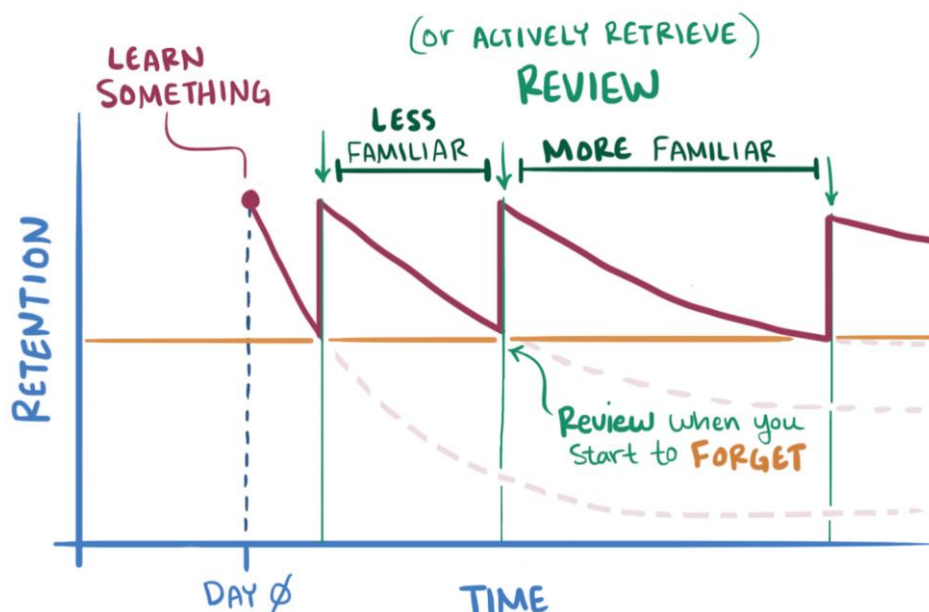 (or ACTIVELY RETRIEVE)
REVIEW
LEARN
SOMETHING
LESS
FAMILIAR
MORE FAMILIAR
RETENTION
Review when you
start to FORGET
DAY Ø
TIME